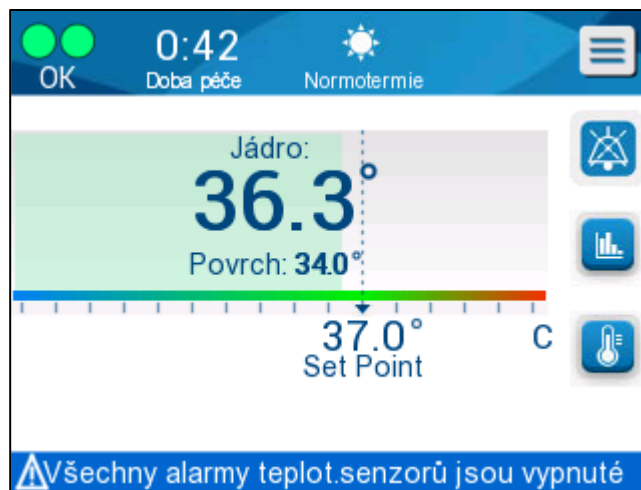 0:42
OK
Doba péče
Normotermie
Jádro:
36.3°
Povrch: 34.0°
37.0°
C
Set Point
Všechny alarmy teplot.senzorů jsou vypnuté